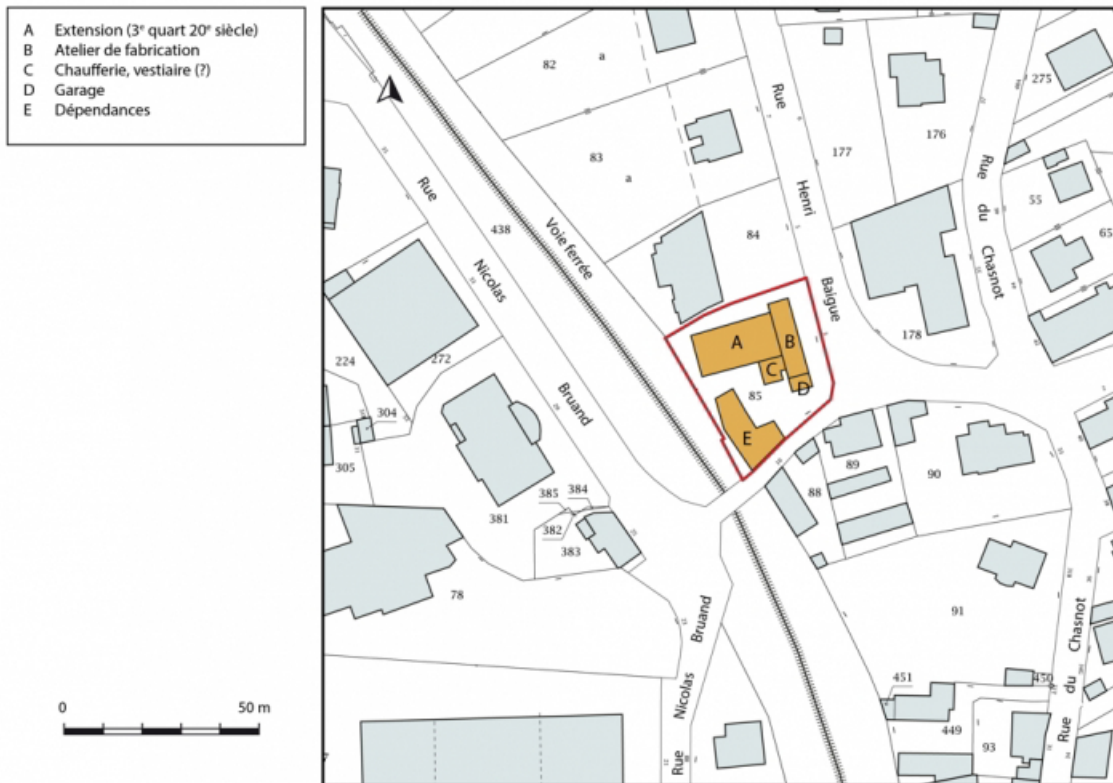 A Extension (3e quart 20e siècle)
B Atelier de fabrication
C Chaufferie, vestiaire (?)
D Garage
E Dépendances
0 50 m
82
a
83
a
Rue Henri Baigue
177
176
275
Rue du Chasnot
55
65
Rue Nicolas Bruand
438
Voie ferrée
84
178
A
B
C
D
85
E
224
272
304
305
381
385
384
382
383
78
88
89
90
91
Rue Nicolas Bruand
451
450
449
93
Rue du Chasnot